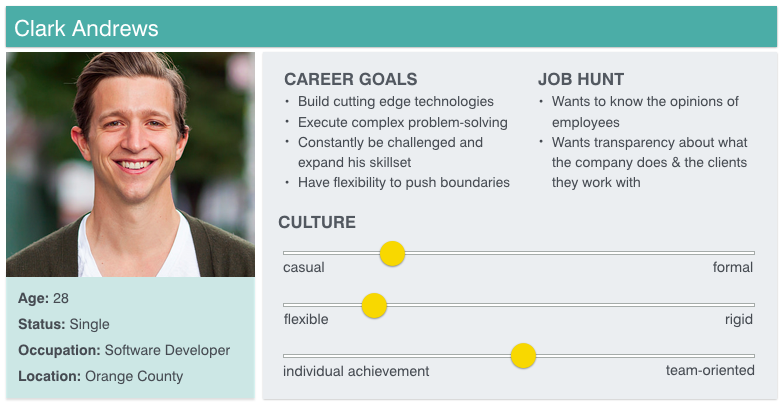 Clark Andrews
CAREER GOALS
• Build cutting edge technologies
• Execute complex problem-solving
• Constantly be challenged and
expand his skillset
• Have flexibility to push boundaries
JOB HUNT
• Wants to know the opinions of
employees
• Wants transparency about what
the company does & the clients
they work with
CULTURE
casual formal
flexible rigid
individual achievement team-oriented
Age: 28
Status: Single
Occupation: Software Developer
Location: Orange County